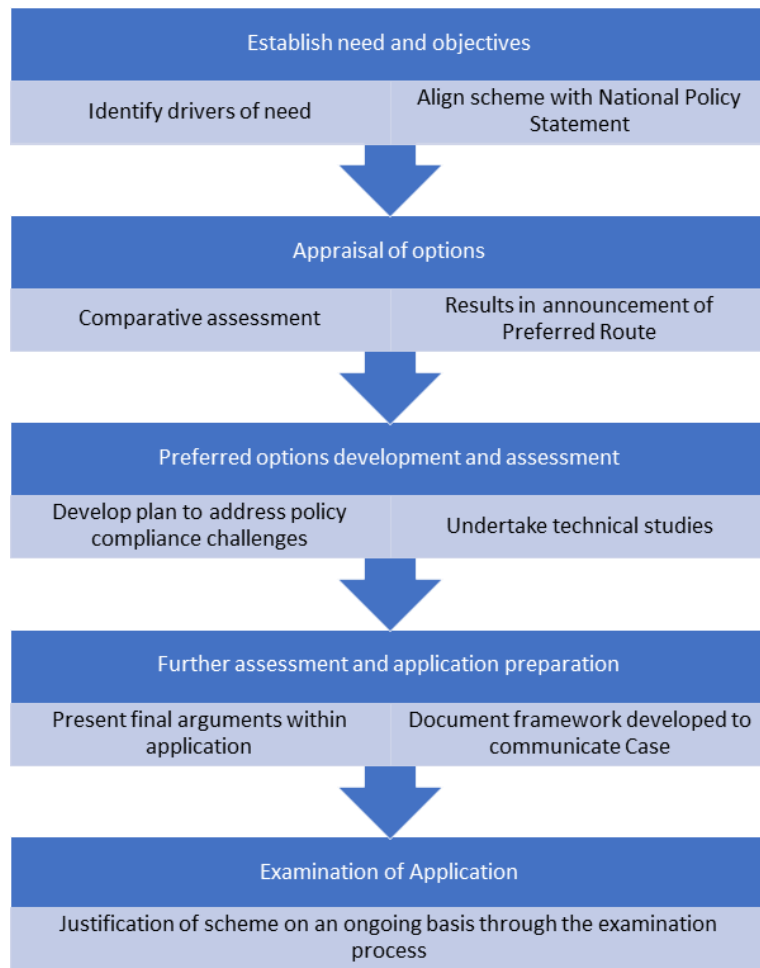 Establish need and objectives
Identify drivers of need
Align scheme with National Policy
Statement
Appraisal of options
Comparative assessment
Results in announcement of
Preferred Route
Preferred options development and assessment
Develop plan to address policy
compliance challenges
Undertake technical studies
Further assessment and application preparation
Present final arguments within
application
Document framework developed to
communicate Case
Examination of Application
Justification of scheme on an ongoing basis through the examination
process